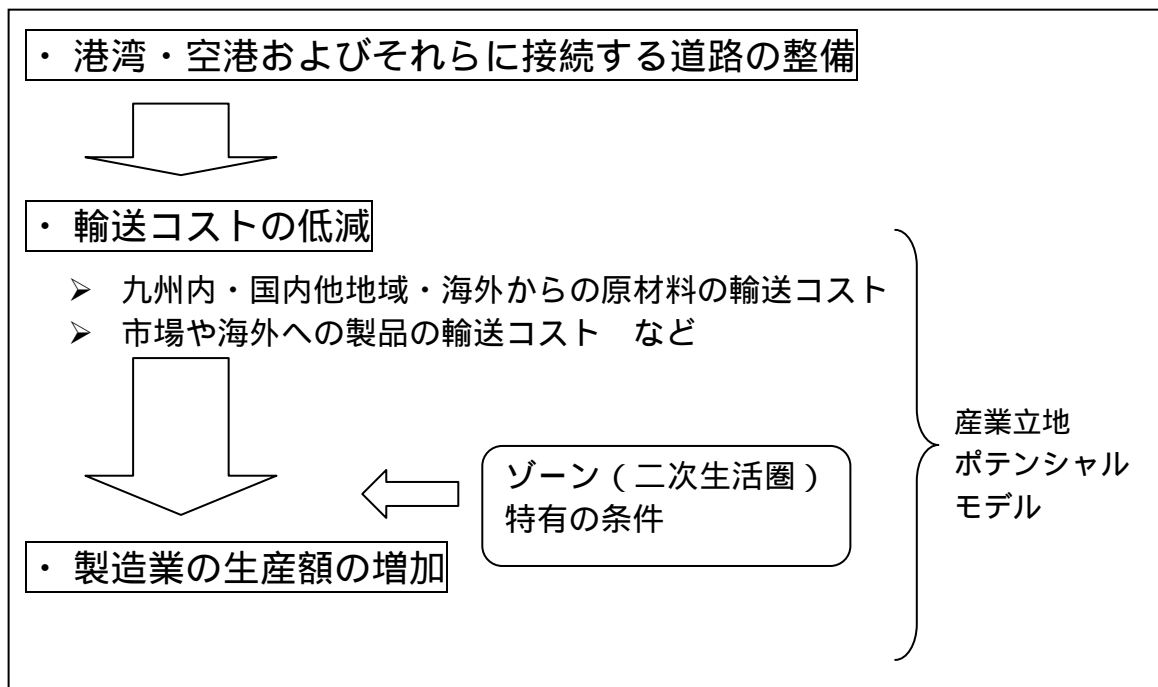 ・ 港湾・空港およびそれらに接続する道路の整備
・ 輸送コストの低減
➢ 九州内・国内他地域・海外からの原材料の輸送コスト
➢ 市場や海外への製品の輸送コスト　など
ゾーン（二次生活圏）
特有の条件
産業立地
ポテンシャル
モデル
・ 製造業の生産額の増加